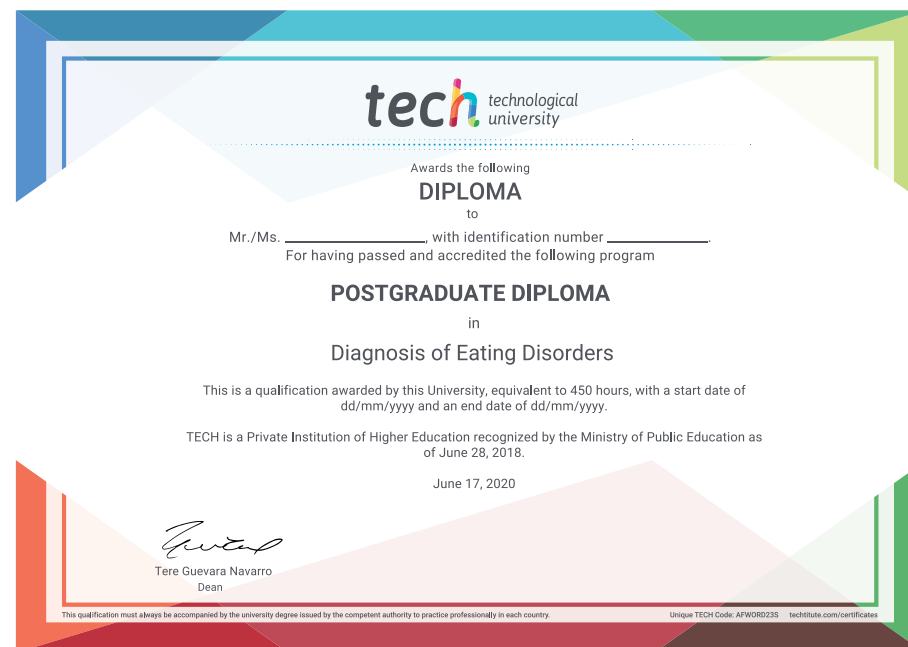 tech technological
university
Awards the following
DIPLOMA
to
Mr./Ms. ____________________, with identification number ______________.
For having passed and accredited the following program
POSTGRADUATE DIPLOMA
in
Diagnosis of Eating Disorders
This is a qualification awarded by this University, equivalent to 450 hours, with a start date of
dd/mm/yyyy and an end date of dd/mm/yyyy.
TECH is a Private Institution of Higher Education recognized by the Ministry of Public Education as
of June 28, 2018.
June 17, 2020
Tere Guevara Navarro
Dean
This qualification must always be accompanied by the university degree issued by the competent authority to practice professionally in each country.
Unique TECH Code: AFWORD23S techtitute.com/certificates